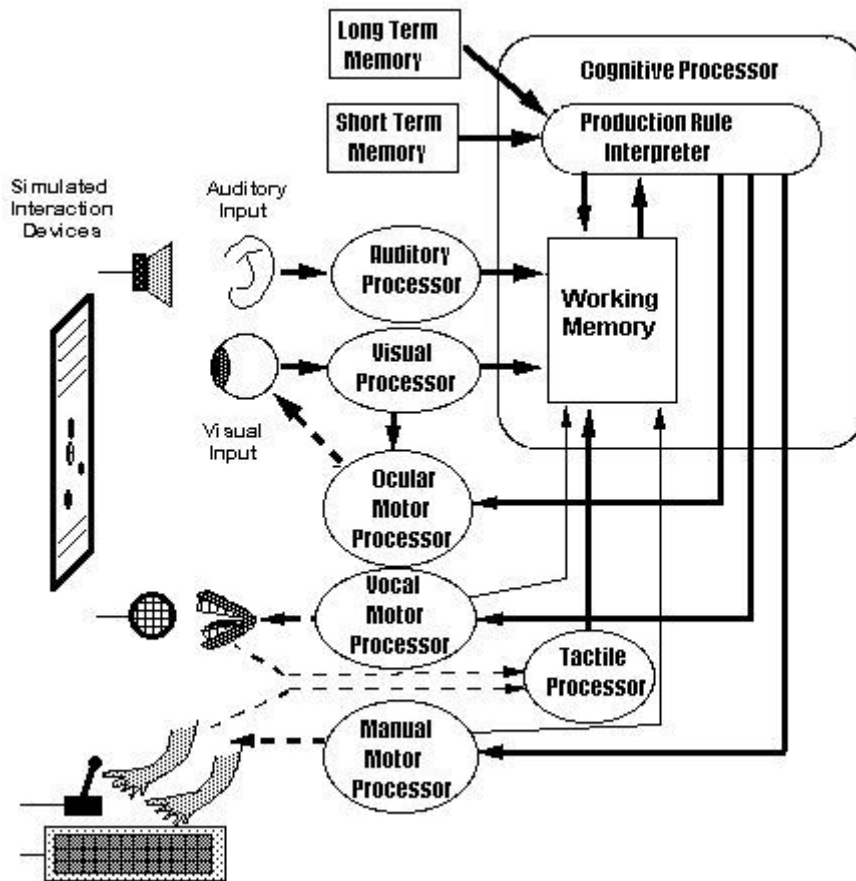 Long Term
Memory
Cognitive Processor
Short Term
Memory
Production Rule
Interpreter
Simulated
Interaction
Devices
Auditory
Input
Auditory
Processor
Working
Memory
Visual
Processor
Visual
Input
Ocular
Motor
Processor
Vocal
Motor
Processor
Tactile
Processor
Manual
Motor
Processor